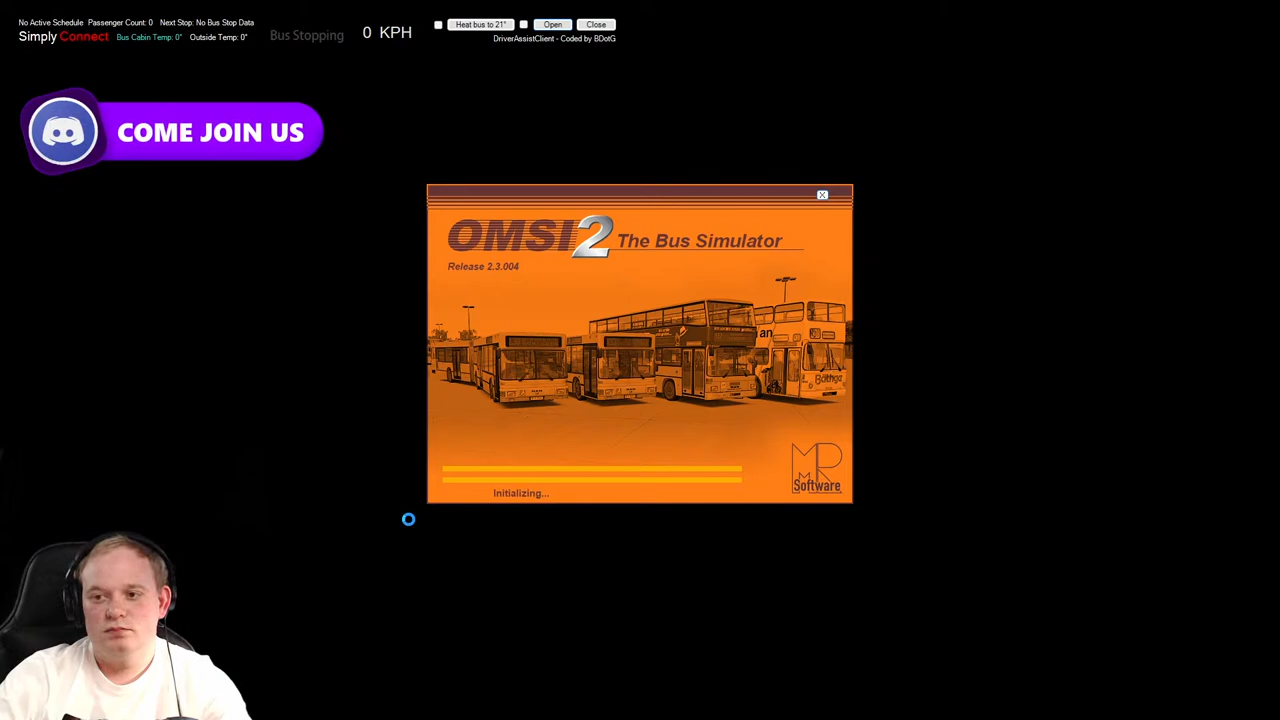 No Active Schedule Passenger Count: 0 Next Stop: No Bus Stop Data
Simply Connect Bus Cabin Temp: 0° Outside Temp: 0°
Bus Stopping
0 KPH
Heat bus to 21° Open Close
DriverAssistClient - Coded by BDotG
COME JOIN US
X
OMSI 2 The Bus Simulator
Release 2.3.004
Initializing...
MR
Software